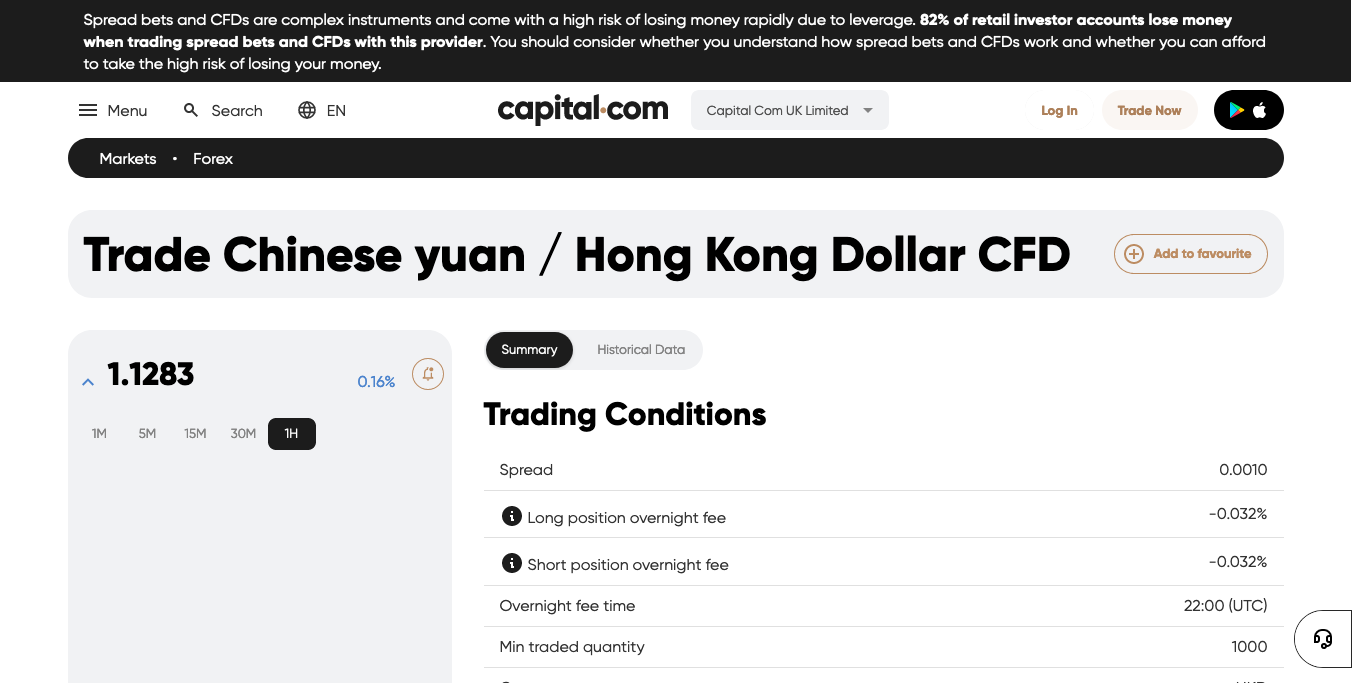 Spread bets and CFDs are complex instruments and come with a high risk of losing money rapidly due to leverage. 82% of retail investor accounts lose money
when trading spread bets and CFDs with this provider. You should consider whether you understand how spread bets and CFDs work and whether you can afford
to take the high risk of losing your money.
Menu Search EN capital.com Capital Com UK Limited Log In Trade Now
Markets • Forex
Trade Chinese yuan / Hong Kong Dollar CFD Add to favourite
1.1283 0.16%
1M 5M 15M 30M 1H
Summary Historical Data
Trading Conditions
Spread 0.0010
Long position overnight fee -0.032%
Short position overnight fee -0.032%
Overnight fee time 22:00 (UTC)
Min traded quantity 1000